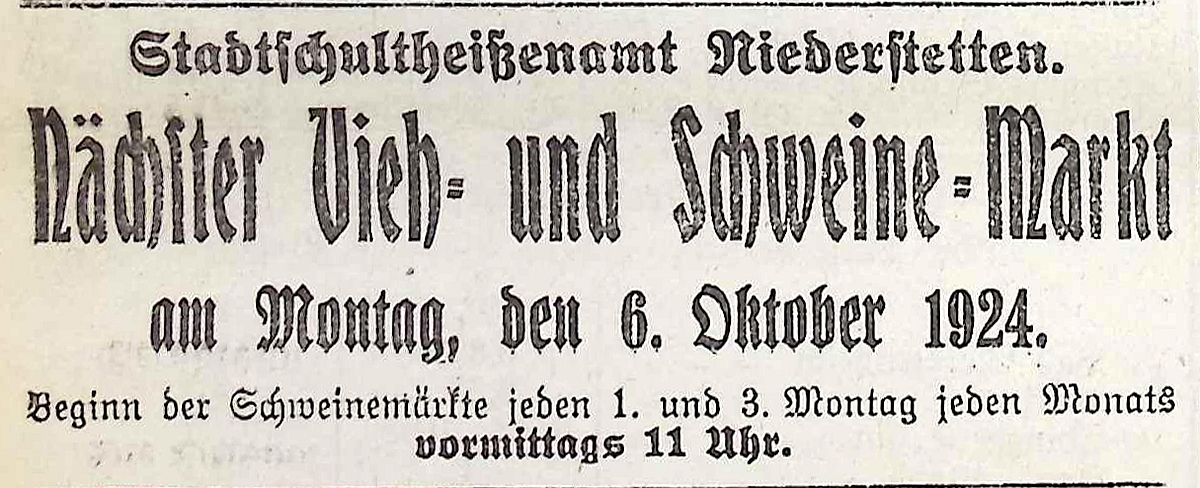 Stadtschultheißenamt Niederstetten.
Nächster Vieh- und Schweine-Markt
am Montag, den 6. Oktober 1924.
Beginn der Schweinemärkte jeden 1. und 3. Montag jeden Monats
vormittags 11 Uhr.